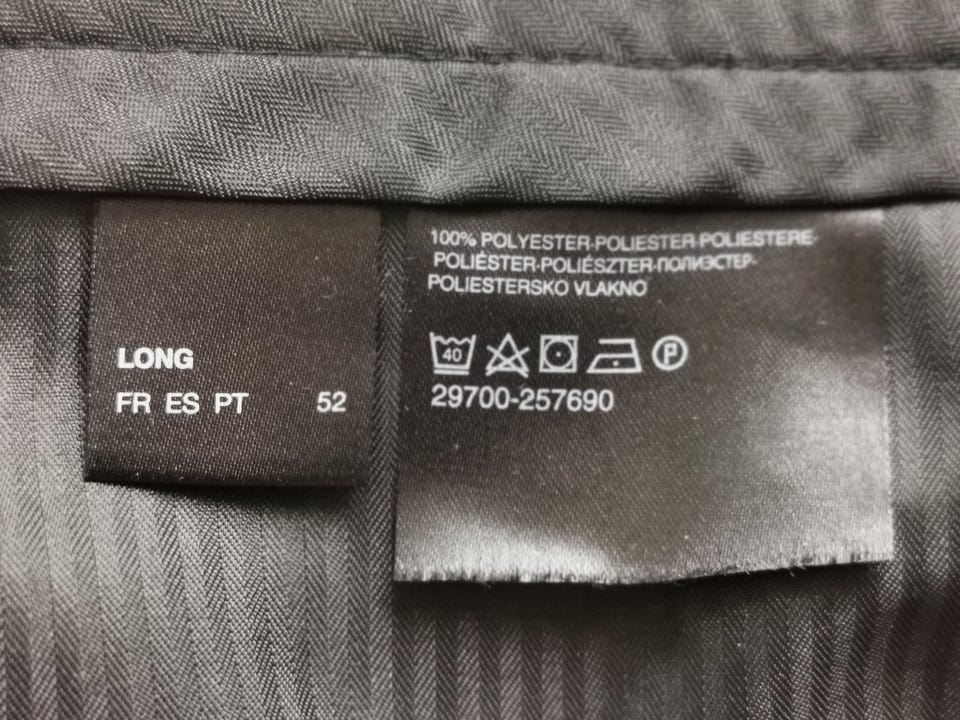 LONG
FR ES PT 52
100% POLYESTER·POLIESTER·POLIESTERE·
POLIÉSTER·POLIÉSZTER·ПОЛИЭСТЕР·
POLIESTERSKO VLAKNO
40 P
29700-257690